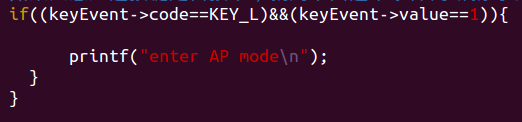 if((keyEvent->code==KEY_L)&&(keyEvent->value==1)){
printf("enter AP mode\n");
}
}